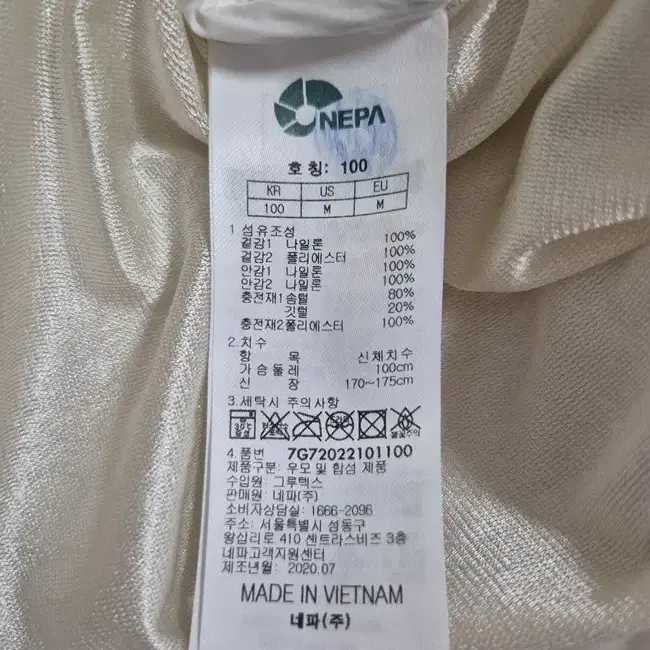 NEPA
호 칭: 100
KR US EU
100 M M
1 섬유조성
겉감1 나일론 100%
겉감2 폴리에스터 100%
안감1 나일론 100%
안감2 나일론 100%
충전재1솜털 80%
깃털 20%
충전재2폴리에스터 100%
2.치수
항 목 신체치수
가슴둘레 100cm
신 장 170~175cm
3.세탁시 주의사항
30℃
중성
4.품번 7G72022101100
제품구분: 우모 및 합성 제품
수입원: 그루텍스
판매원: 네파(주)
소비자상담실: 1666-2096
주소: 서울특별시 성동구
왕십리로 410 센트라스비즈 3층
네파고객지원센터
제조년월: 2020.07
MADE IN VIETNAM
네파(주)